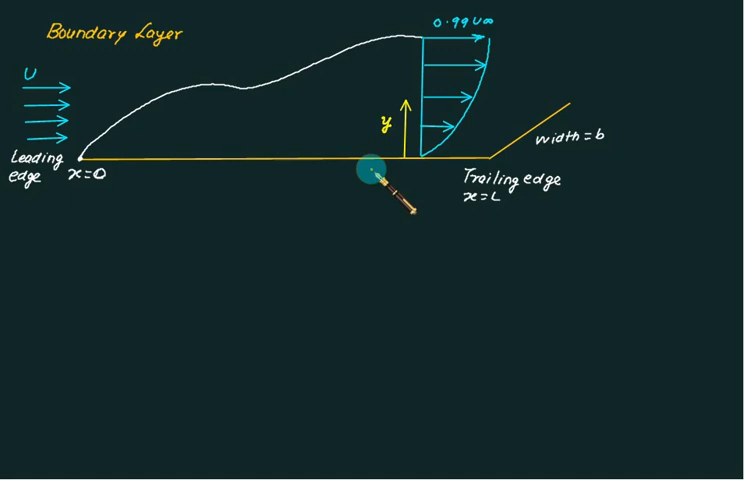 Boundary Layer
0.99U∞
U
y
width = b
Leading
edge
x=0
Trailing edge
x=L